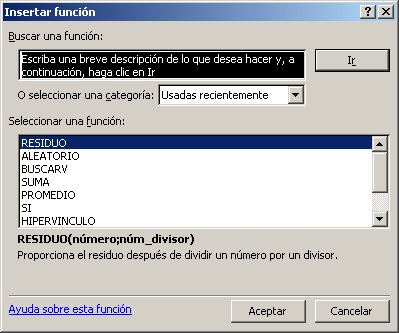 Insertar función
Buscar una función:
Escriba una breve descripción de lo que desea hacer y, a
continuación, haga clic en Ir
Ir
O seleccionar una categoría: Usadas recientemente
Seleccionar una función:
RESIDUO
ALEATORIO
BUSCARV
SUMA
PROMEDIO
SI
HIPERVINCULO
RESIDUO(número;núm_divisor)
Proporciona el residuo después de dividir un número por un divisor.
Ayuda sobre esta función
Aceptar
Cancelar